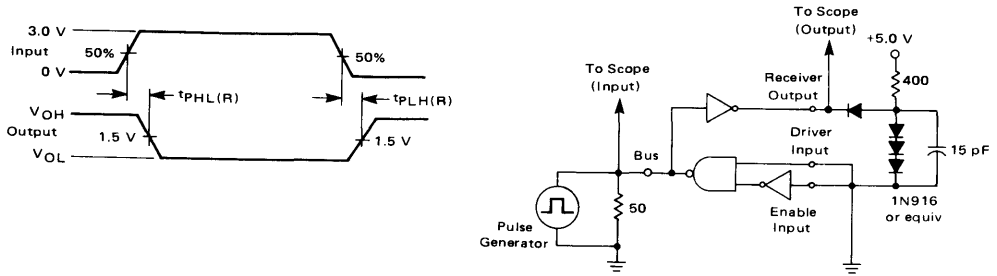 3.0 V
Input
50%
50%
0 V
tPHL(R)
tPLH(R)
VOH
Output
1.5 V
1.5 V
VOL
To Scope
(Output)
+5.0 V
To Scope
(Input)
Receiver
Output
400
Driver
Input
15 pF
Bus
50
1N916
or equiv
Enable
Input
Pulse
Generator